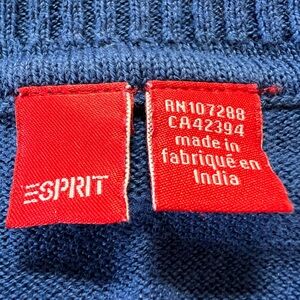 ESPRIT
RN107288
CA42394
made in
fabriqué en
India